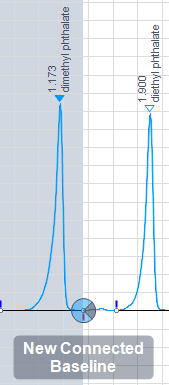 1.173
dimethyl phthalate
1.900
diethyl phthalate
New Connected
Baseline